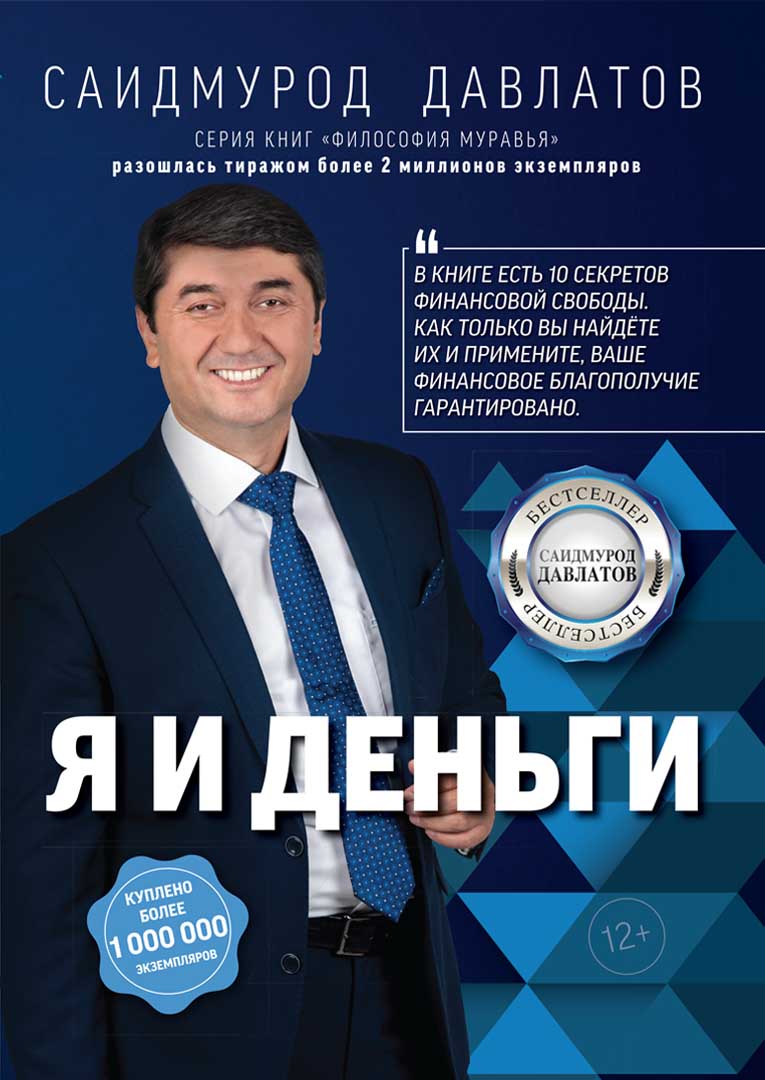 САИДМУРОД ДАВЛАТОВ
СЕРИЯ КНИГ «ФИЛОСОФИЯ МУРАВЬЯ»
разошлась тиражом более 2 миллионов экземпляров
“
В КНИГЕ ЕСТЬ 10 СЕКРЕТОВ
ФИНАНСОВОЙ СВОБОДЫ.
КАК ТОЛЬКО ВЫ НАЙДЁТЕ
ИХ И ПРИМЕНИТЕ, ВАШЕ
ФИНАНСОВОЕ БЛАГОПОЛУЧИЕ
ГАРАНТИРОВАНО.
БЕСТСЕЛЛЕР
САИДМУРОД
ДАВЛАТОВ
БЕСТСЕЛЛЕР
Я И ДЕНЬГИ
КУПЛЕНО
БОЛЕЕ
1 000 000
ЭКЗЕМПЛЯРОВ
12+